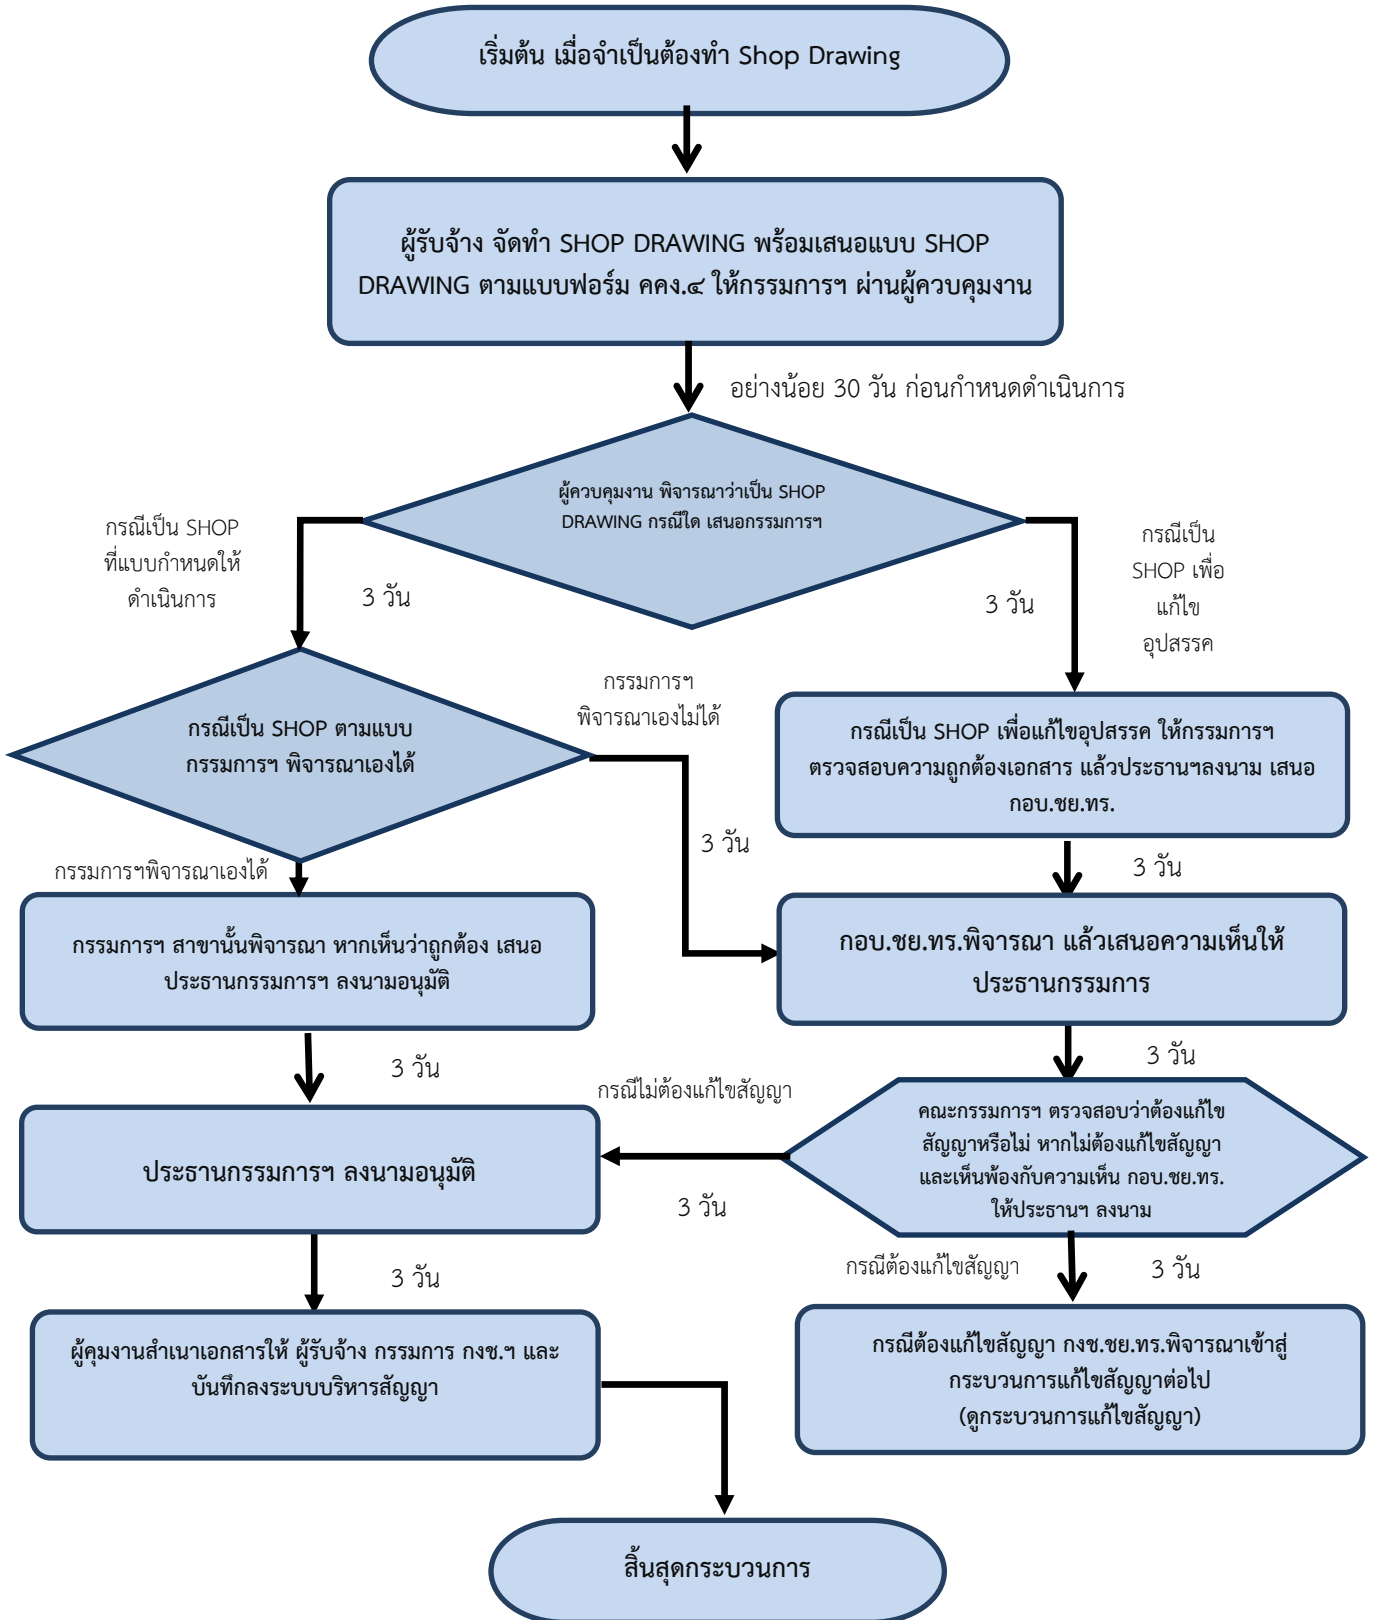 เริ่มต้น เมื่อจำเป็นต้องทำ Shop Drawing
ผู้รับจ้าง จัดทำ SHOP DRAWING พร้อมเสนอแบบ SHOP
DRAWING ตามแบบฟอร์ม คคง.๔ ให้กรรมการฯ ผ่านผู้ควบคุมงาน
อย่างน้อย 30 วัน ก่อนกำหนดดำเนินการ
ผู้ควบคุมงาน พิจารณาว่าเป็น SHOP
DRAWING กรณีใด เสนอกรรมการฯ
กรณีเป็น SHOP
ที่แบบกำหนดให้
ดำเนินการ
3 วัน
3 วัน
กรณีเป็น
SHOP เพื่อ
แก้ไข
อุปสรรค
กรณีเป็น SHOP ตามแบบ
กรรมการฯ พิจารณาเองได้
กรรมการฯ
พิจารณาเองไม่ได้
กรณีเป็น SHOP เพื่อแก้ไขอุปสรรค ให้กรรมการฯ
ตรวจสอบความถูกต้องเอกสาร แล้วประธานฯลงนาม เสนอ
กอบ.ชย.ทร.
3 วัน
3 วัน
กรรมการฯพิจารณาเองได้
กรรมการฯ สาขานั้นพิจารณา หากเห็นว่าถูกต้อง เสนอ
ประธานกรรมการฯ ลงนามอนุมัติ
กอบ.ชย.ทร.พิจารณา แล้วเสนอความเห็นให้
ประธานกรรมการ
3 วัน
3 วัน
กรณีไม่ต้องแก้ไขสัญญา
คณะกรรมการฯ ตรวจสอบว่าต้องแก้ไข
สัญญาหรือไม่ หากไม่ต้องแก้ไขสัญญา
และเห็นพ้องกับความเห็น กอบ.ชย.ทร.
ให้ประธานฯ ลงนาม
ประธานกรรมการฯ ลงนามอนุมัติ
3 วัน
3 วัน
กรณีต้องแก้ไขสัญญา
3 วัน
ผู้คุมงานสำเนาเอกสารให้ ผู้รับจ้าง กรรมการ กงช.ฯ และ
บันทึกลงระบบบริหารสัญญา
กรณีต้องแก้ไขสัญญา กงช.ชย.ทร.พิจารณาเข้าสู่
กระบวนการแก้ไขสัญญาต่อไป
(ดูกระบวนการแก้ไขสัญญา)
สิ้นสุดกระบวนการ